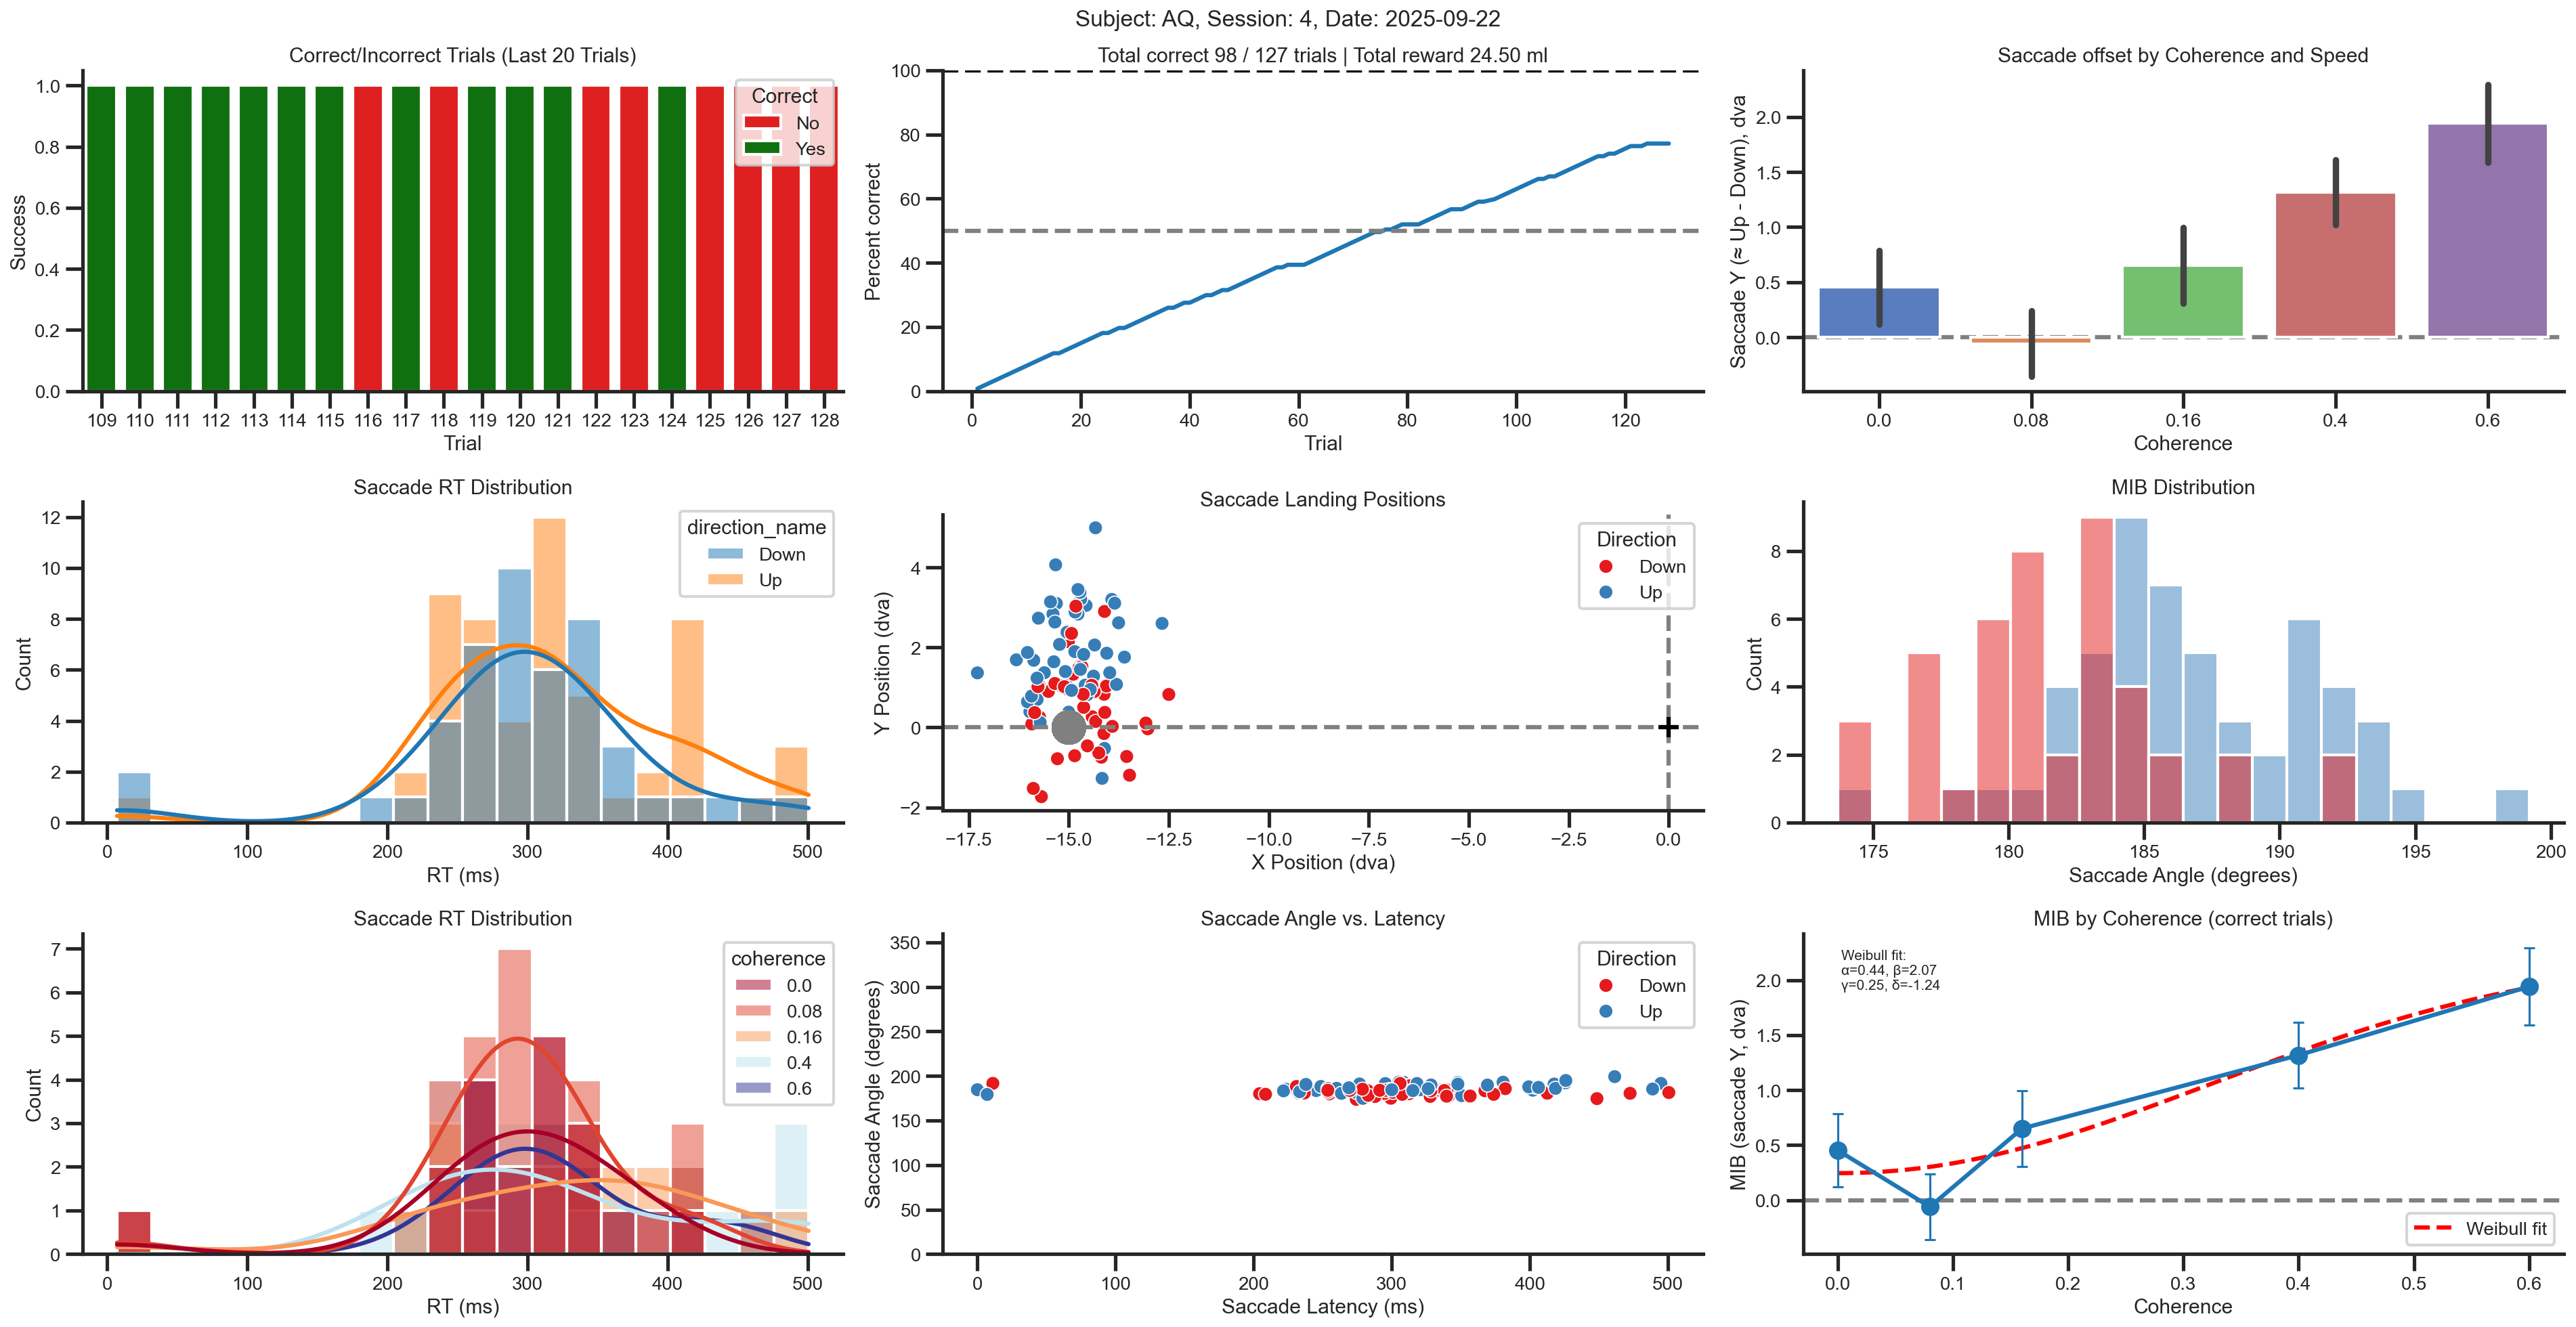 Subject: AQ, Session: 4, Date: 2025-09-22
Correct/Incorrect Trials (Last 20 Trials)
Success
1.0
0.8
0.6
0.4
0.2
0.0
Correct
No
Yes
109 110 111 112 113 114 115 116 117 118 119 120 121 122 123 124 125 126 127 128
Trial
Total correct 98 / 127 trials | Total reward 24.50 ml
Percent correct
100
80
60
40
20
0
0 20 40 60 80 100 120
Trial
Saccade offset by Coherence and Speed
Saccade Y (≈ Up - Down), dva
2.0
1.5
1.0
0.5
0.0
0.0 0.08 0.16 0.4 0.6
Coherence
Saccade RT Distribution
Count
12
10
8
6
4
2
0
direction_name
Down
Up
0 100 200 300 400 500
RT (ms)
Saccade Landing Positions
Y Position (dva)
4
2
0
−2
Direction
Down
Up
−17.5 −15.0 −12.5 −10.0 −7.5 −5.0 −2.5 0.0
X Position (dva)
MIB Distribution
Count
8
6
4
2
0
175 180 185 190 195 200
Saccade Angle (degrees)
Saccade RT Distribution
Count
7
6
5
4
3
2
1
0
coherence
0.0
0.08
0.16
0.4
0.6
0 100 200 300 400 500
RT (ms)
Saccade Angle vs. Latency
Saccade Angle (degrees)
350
300
250
200
150
100
50
0
Direction
Down
Up
0 100 200 300 400 500
Saccade Latency (ms)
MIB by Coherence (correct trials)
MIB (saccade Y, dva)
2.0
1.5
1.0
0.5
0.0
Weibull fit:
α=0.44, β=2.07
γ=0.25, δ=-1.24
Weibull fit
0.0 0.1 0.2 0.3 0.4 0.5 0.6
Coherence